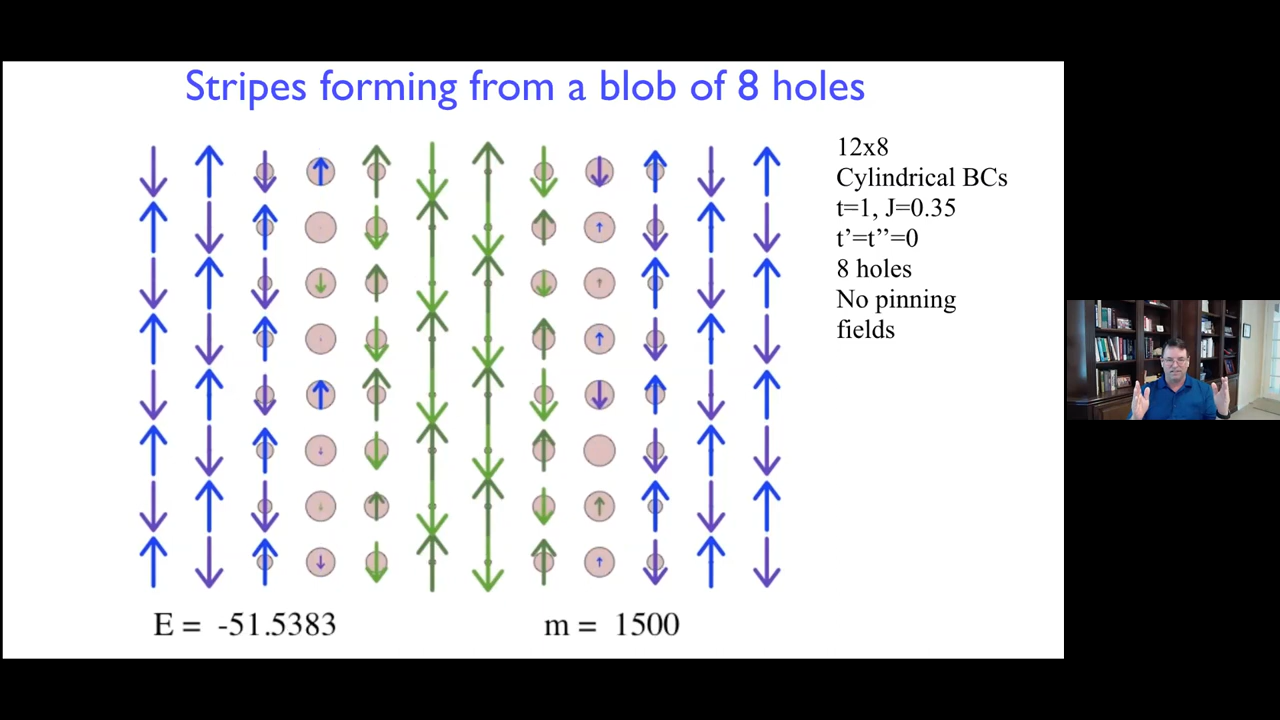 Stripes forming from a blob of 8 holes
12x8
Cylindrical BCs
t=1, J=0.35
t’=t’’=0
8 holes
No pinning
fields
E = -51.5383
m = 1500